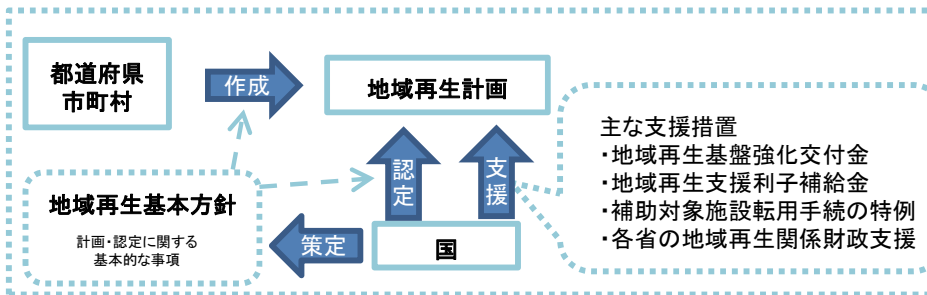 都道府県
市町村
作成
地域再生計画
主な支援措置
・地域再生基盤強化交付金
・地域再生支援利子補給金
・補助対象施設転用手続の特例
・各省の地域再生関係財政支援
認定
支援
地域再生基本方針
計画・認定に関する
基本的な事項
策定
国